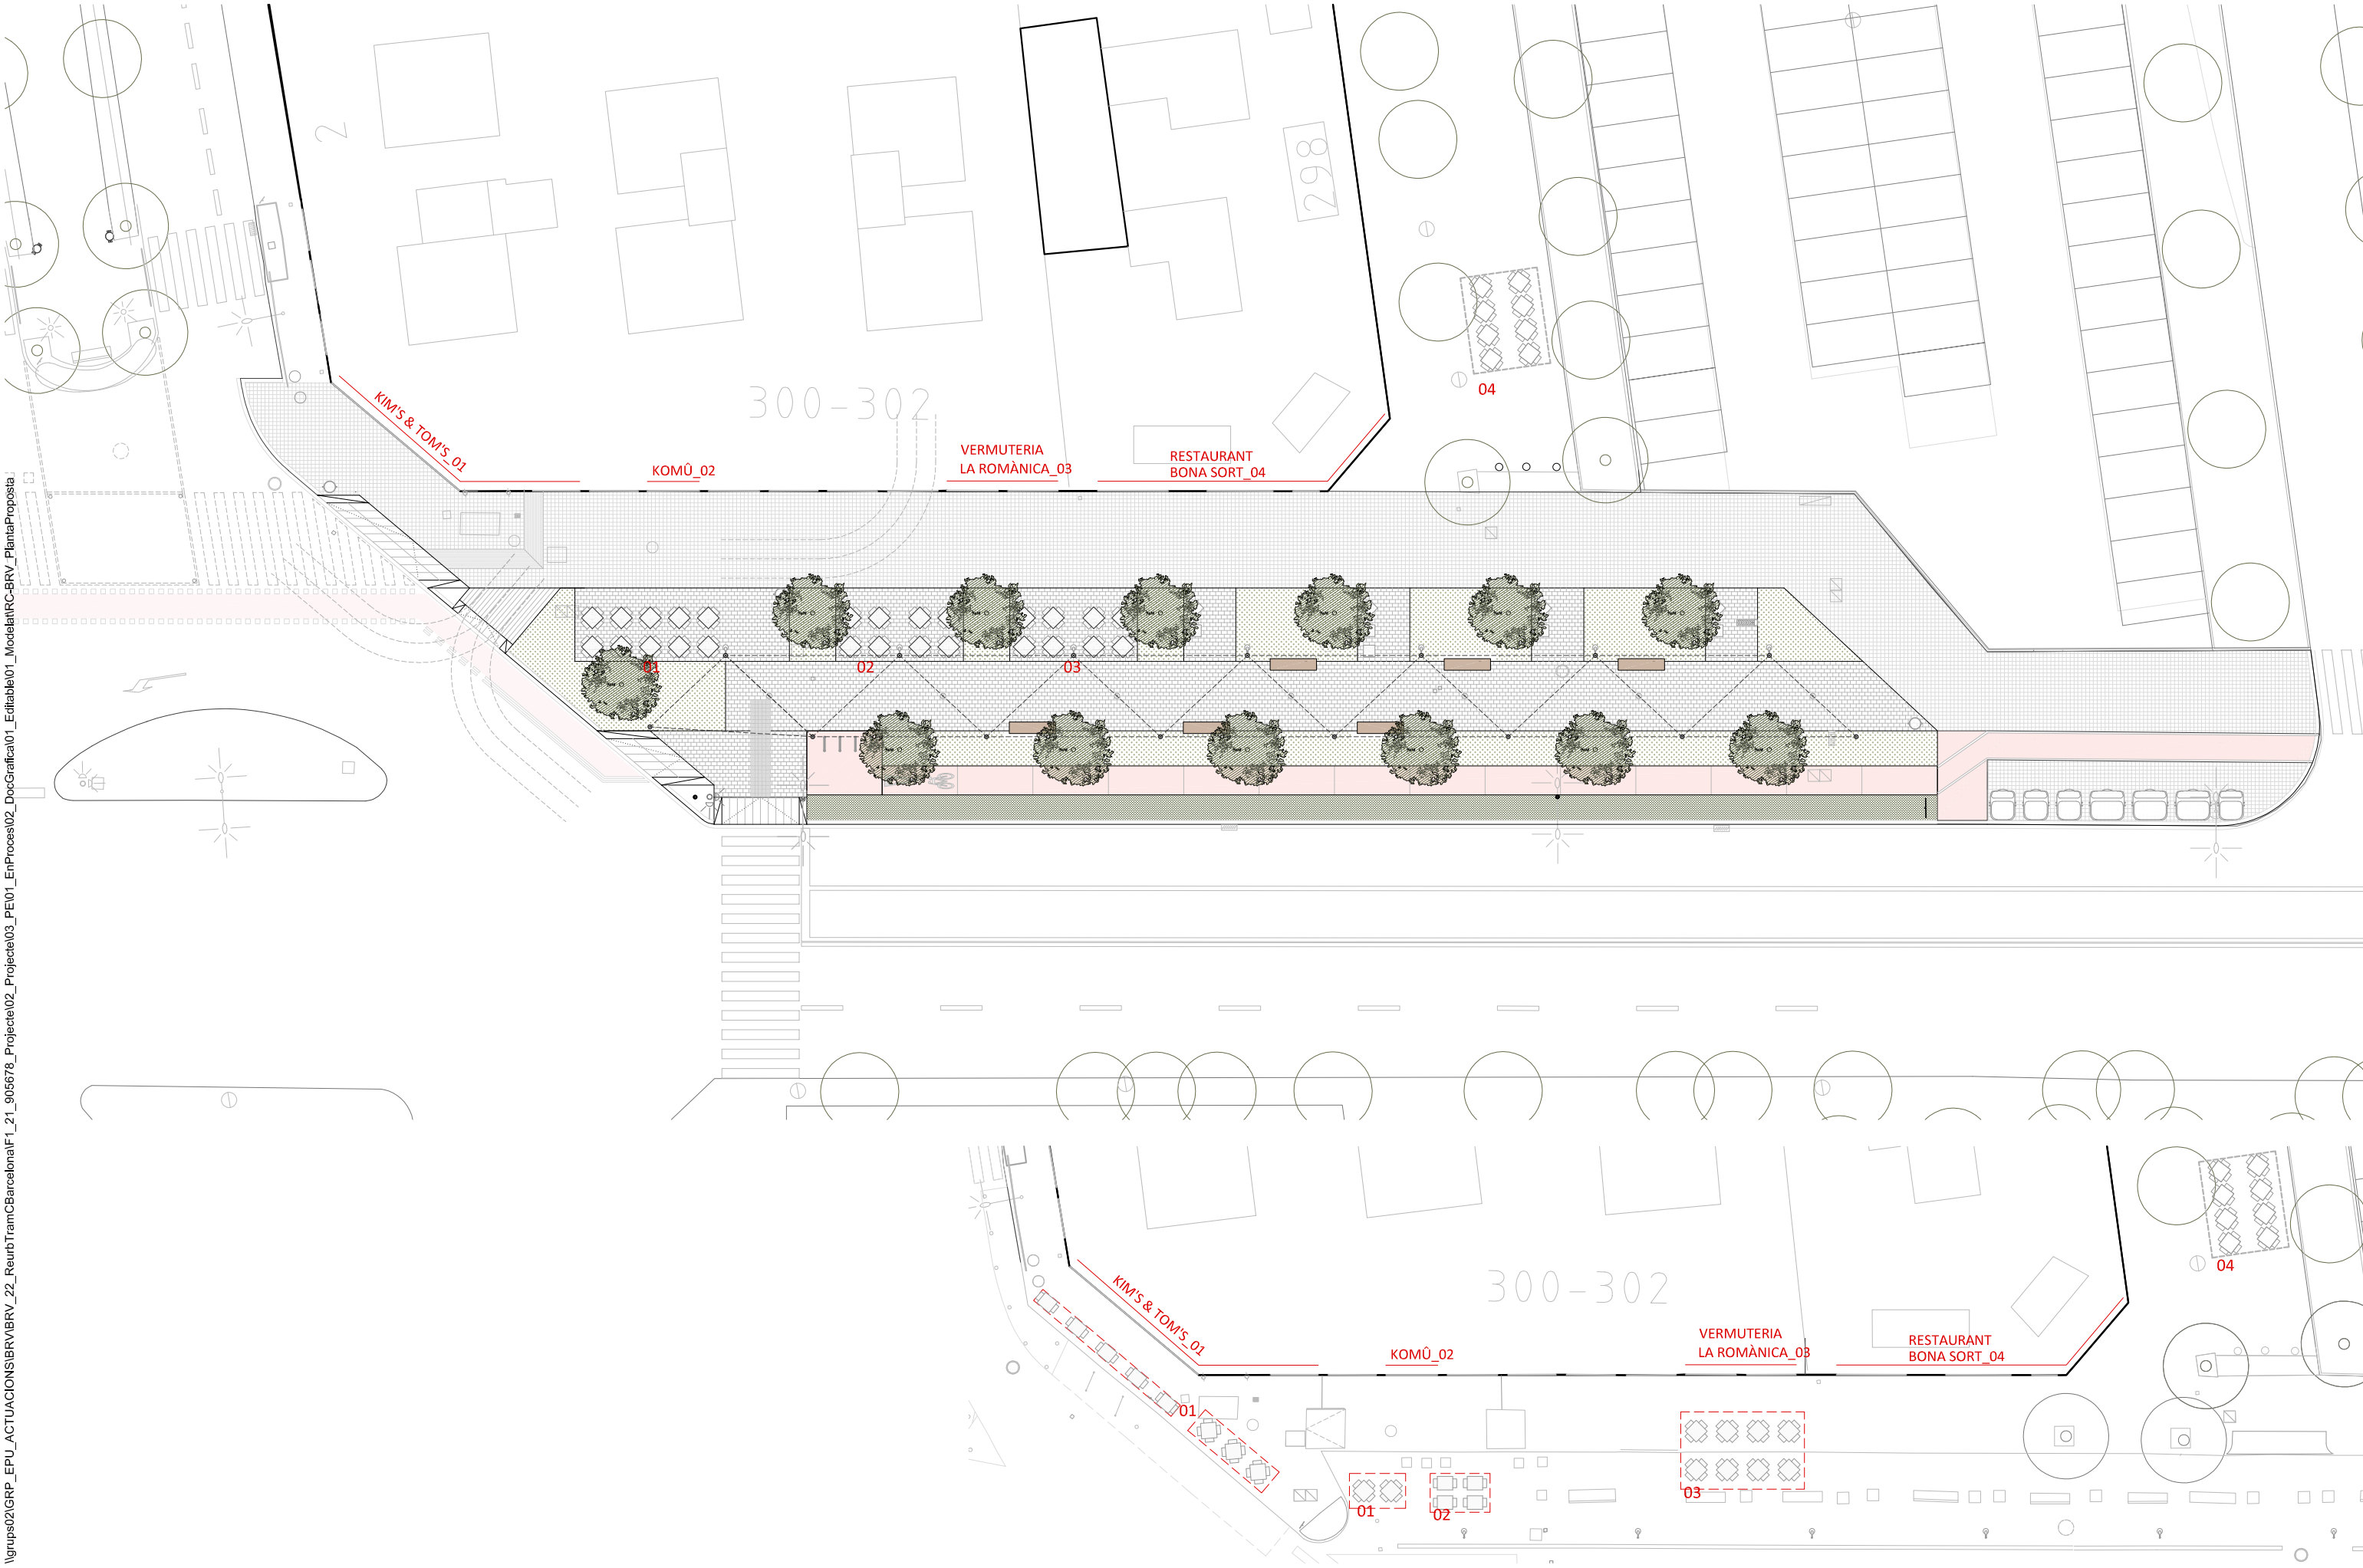 \\grups02\GRP_EPU_ACTUACIONS\BRV\BRV_22_ReurbTramCBarcelona\F1_21_905678_Projecte\02_Projecte\03_PE\01_EnProces\02_DocGrafica\01_Editable\01_Modelat\RC-BRV_PlantaProposta
2
298
300-302
04
KIM'S & TOM'S_01
KOMÛ_02
VERMUTERIA
LA ROMÀNICA_03
RESTAURANT
BONA SORT_04
01
02
03
300-302
04
KIM'S & TOM'S_01
KOMÛ_02
VERMUTERIA
LA ROMÀNICA_03
RESTAURANT
BONA SORT_04
01
01
02
03